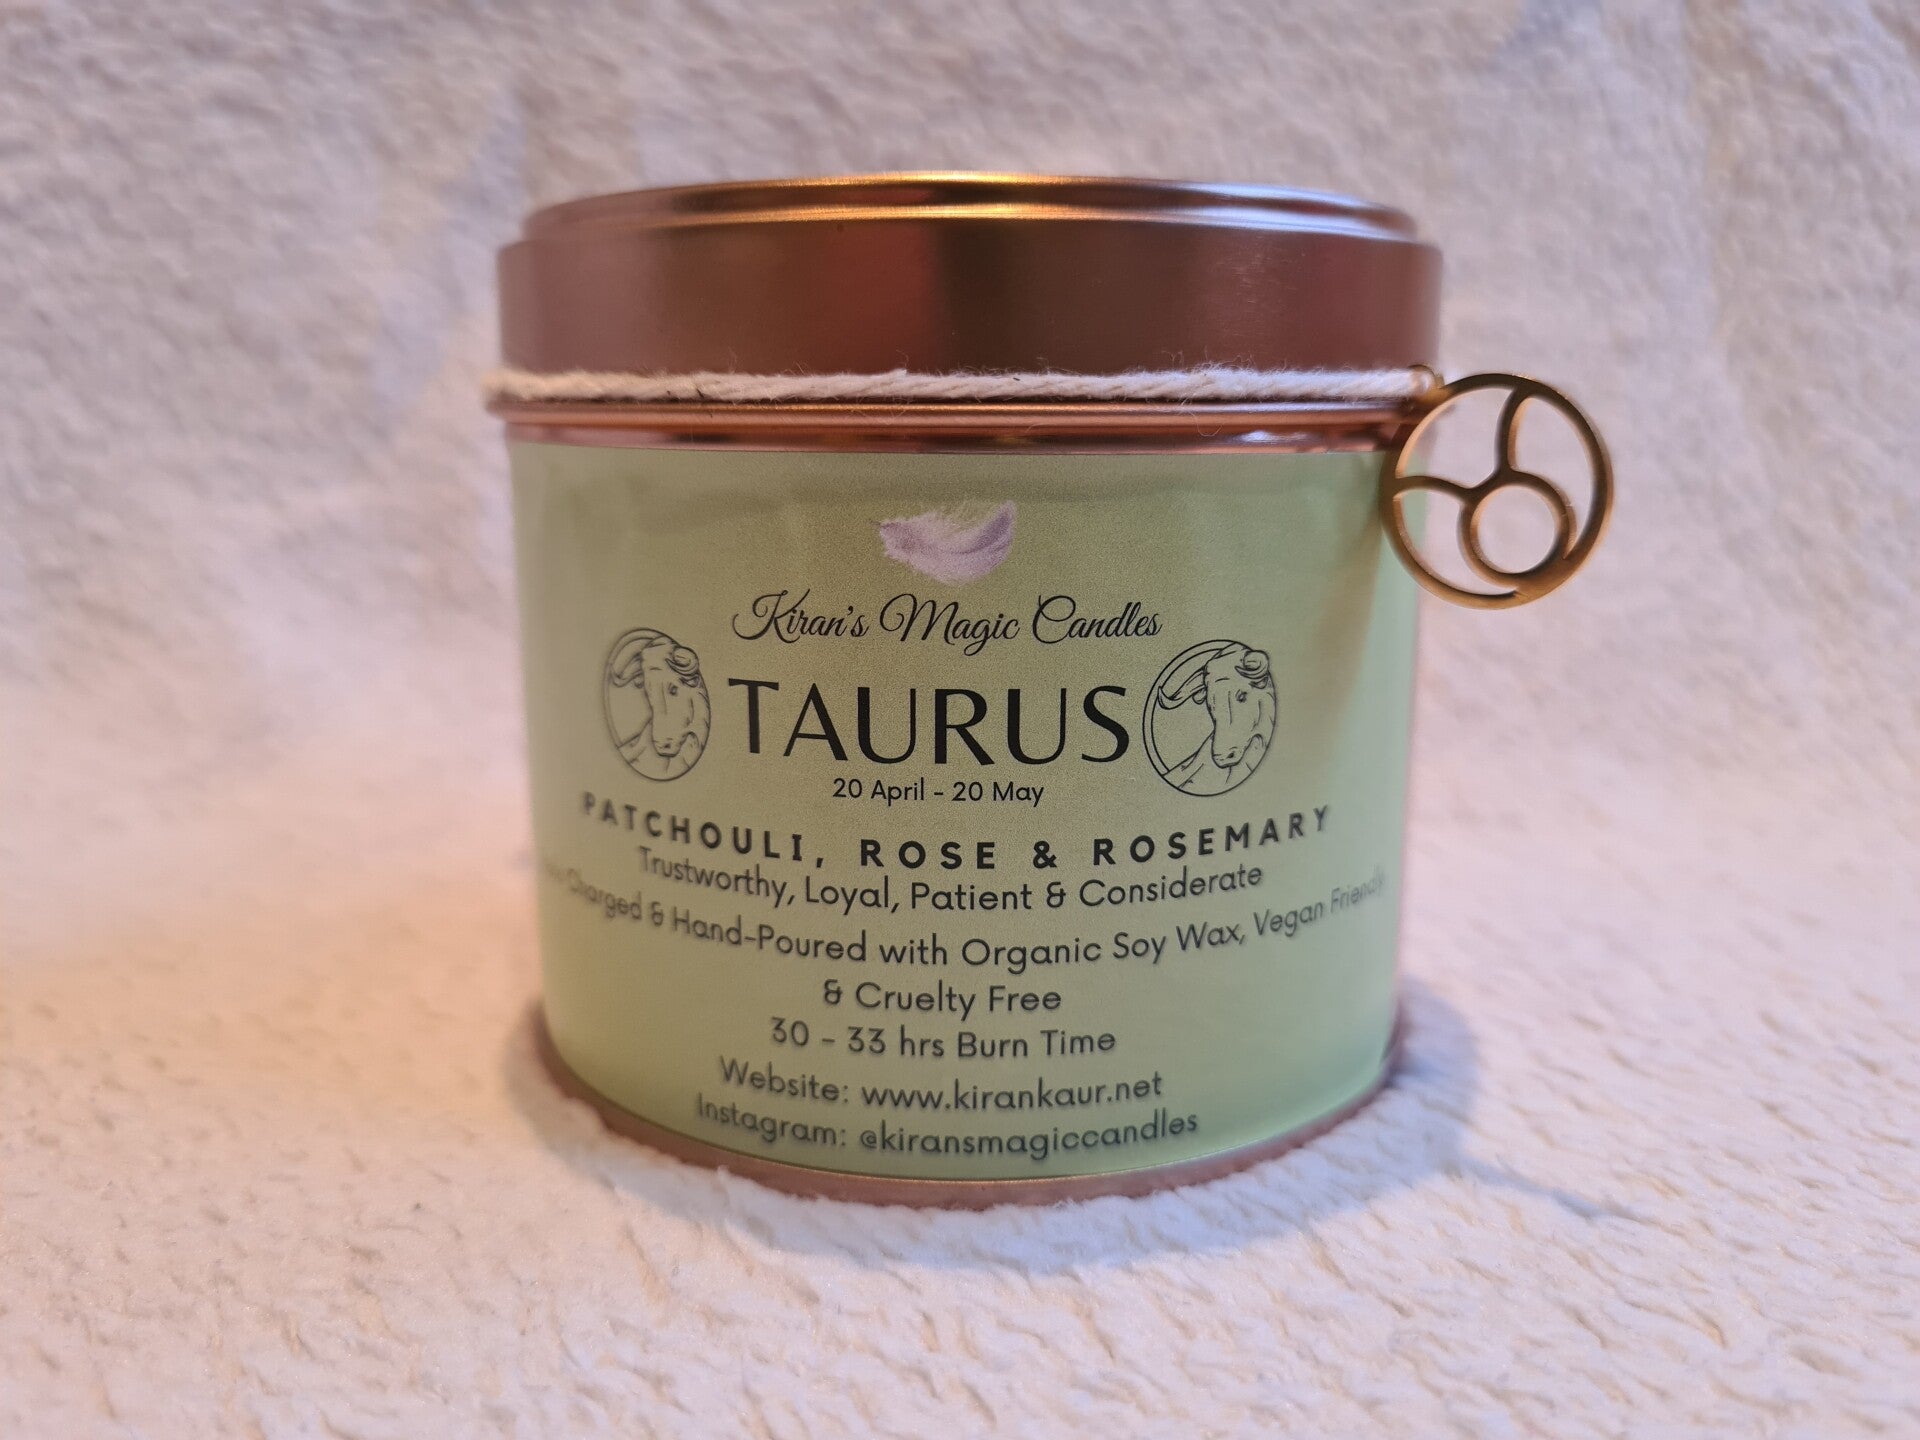 Kiran's Magic Candles
TAURUS
20 April - 20 May
PATCHOULI, ROSE & ROSEMARY
Trustworthy, Loyal, Patient & Considerate
Charged & Hand-Poured with Organic Soy Wax, Vegan Friendly
& Cruelty Free
30 - 33 hrs Burn Time
Website: www.kirankaur.net
Instagram: @kiransmagiccandles